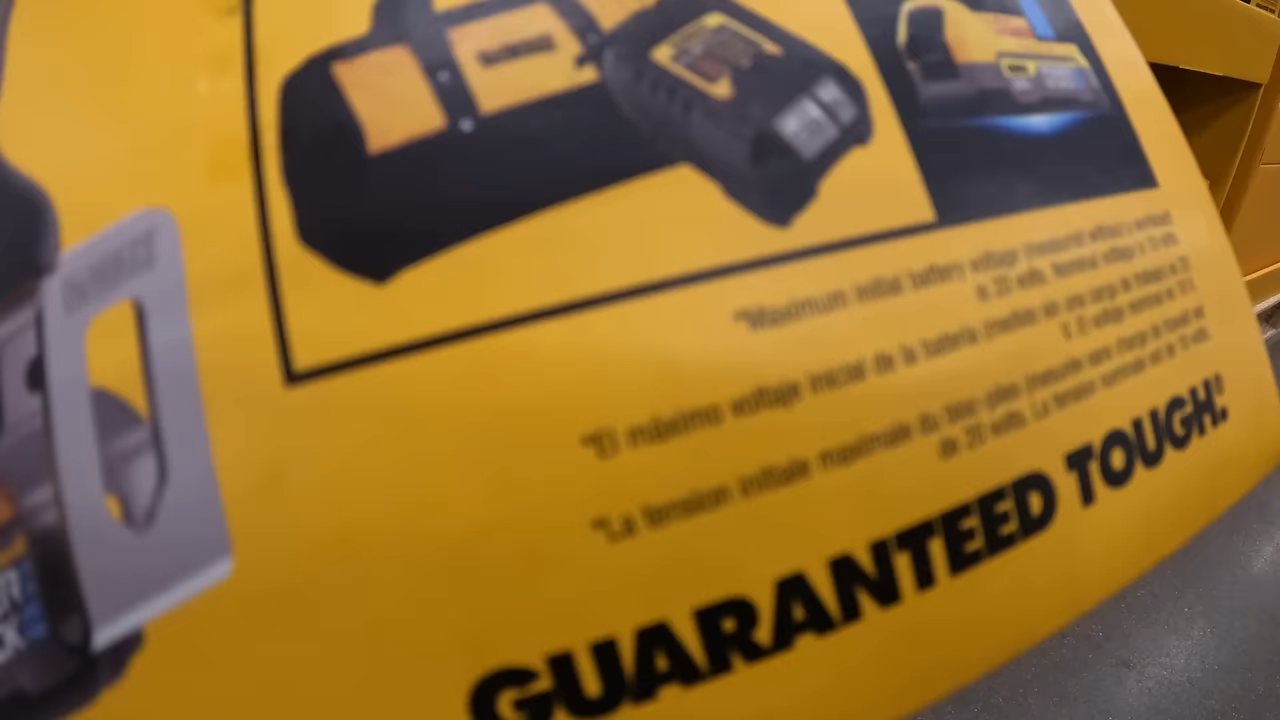 DEWALT
*Maximum initial battery voltage (measured without a workload)
is 20 volts. Nominal voltage is 18 volts.
*El máximo voltaje inicial de la batería (medido sin una carga de trabajo) es 20
V. El voltaje nominal es 18 V.
*La tension initiale maximale du bloc-piles (mesurée sans charge de travail) est
de 20 volts. La tension nominale est de 18 volts.
GUARANTEED TOUGH.